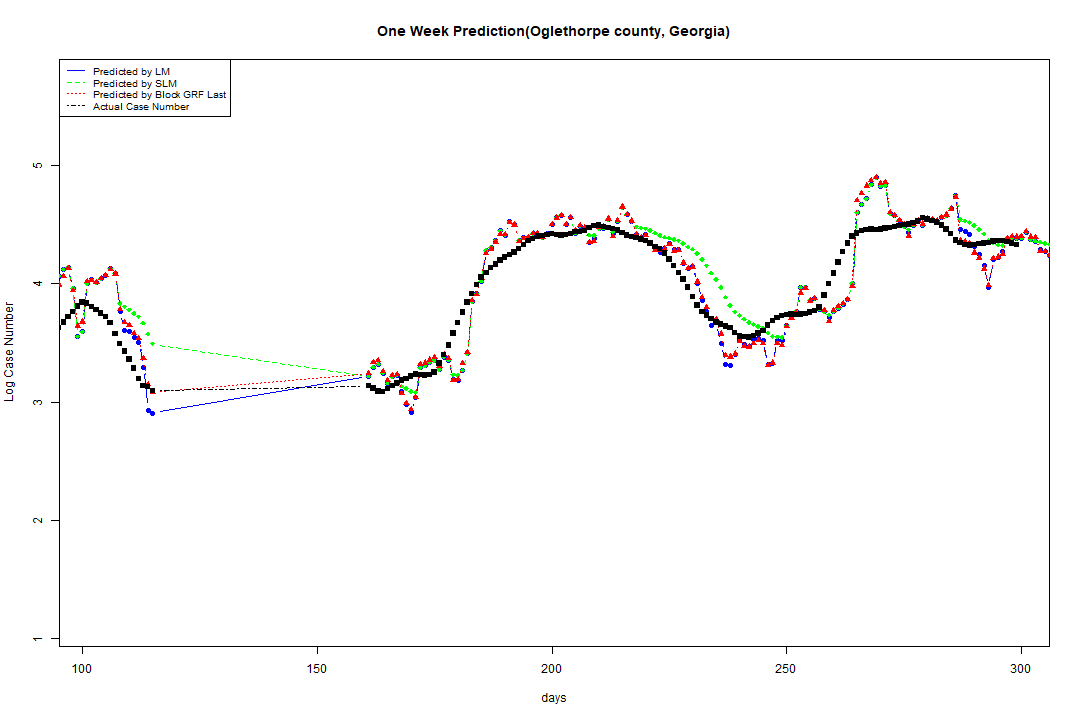 One Week Prediction(Oglethorpe county, Georgia)
Predicted by LM
Predicted by SLM
Predicted by Block GRF Last
Actual Case Number
5
4
3
2
1
Log Case Number
100 150 200 250 300
days